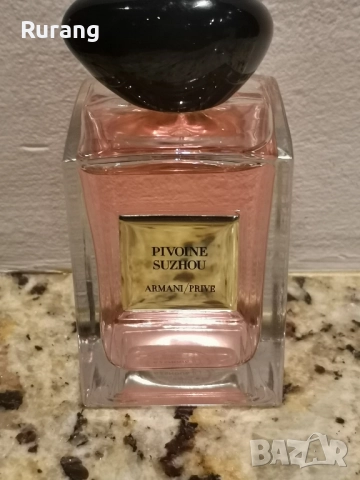 Rurang
PIVOINE
SUZHOU
ARMANI/PRIVE
BAZAR